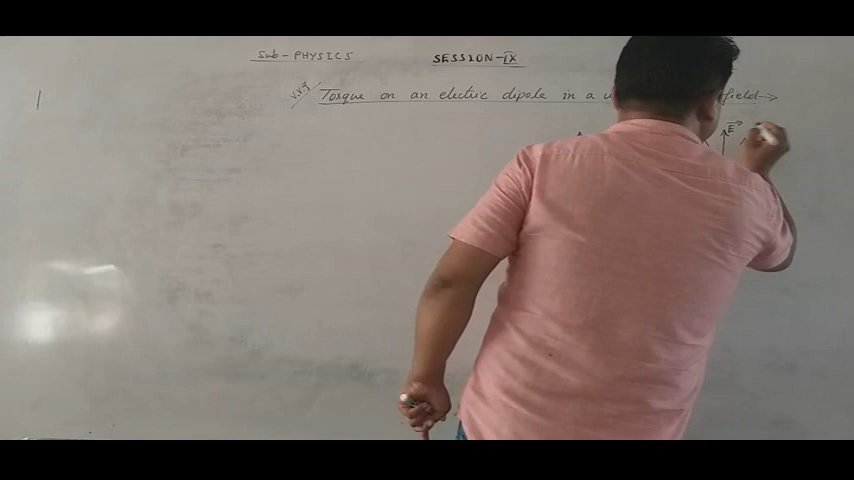 Sub - PHYSICS
SESSION - IX
V.V.I Torque on an electric dipole in a field →
E